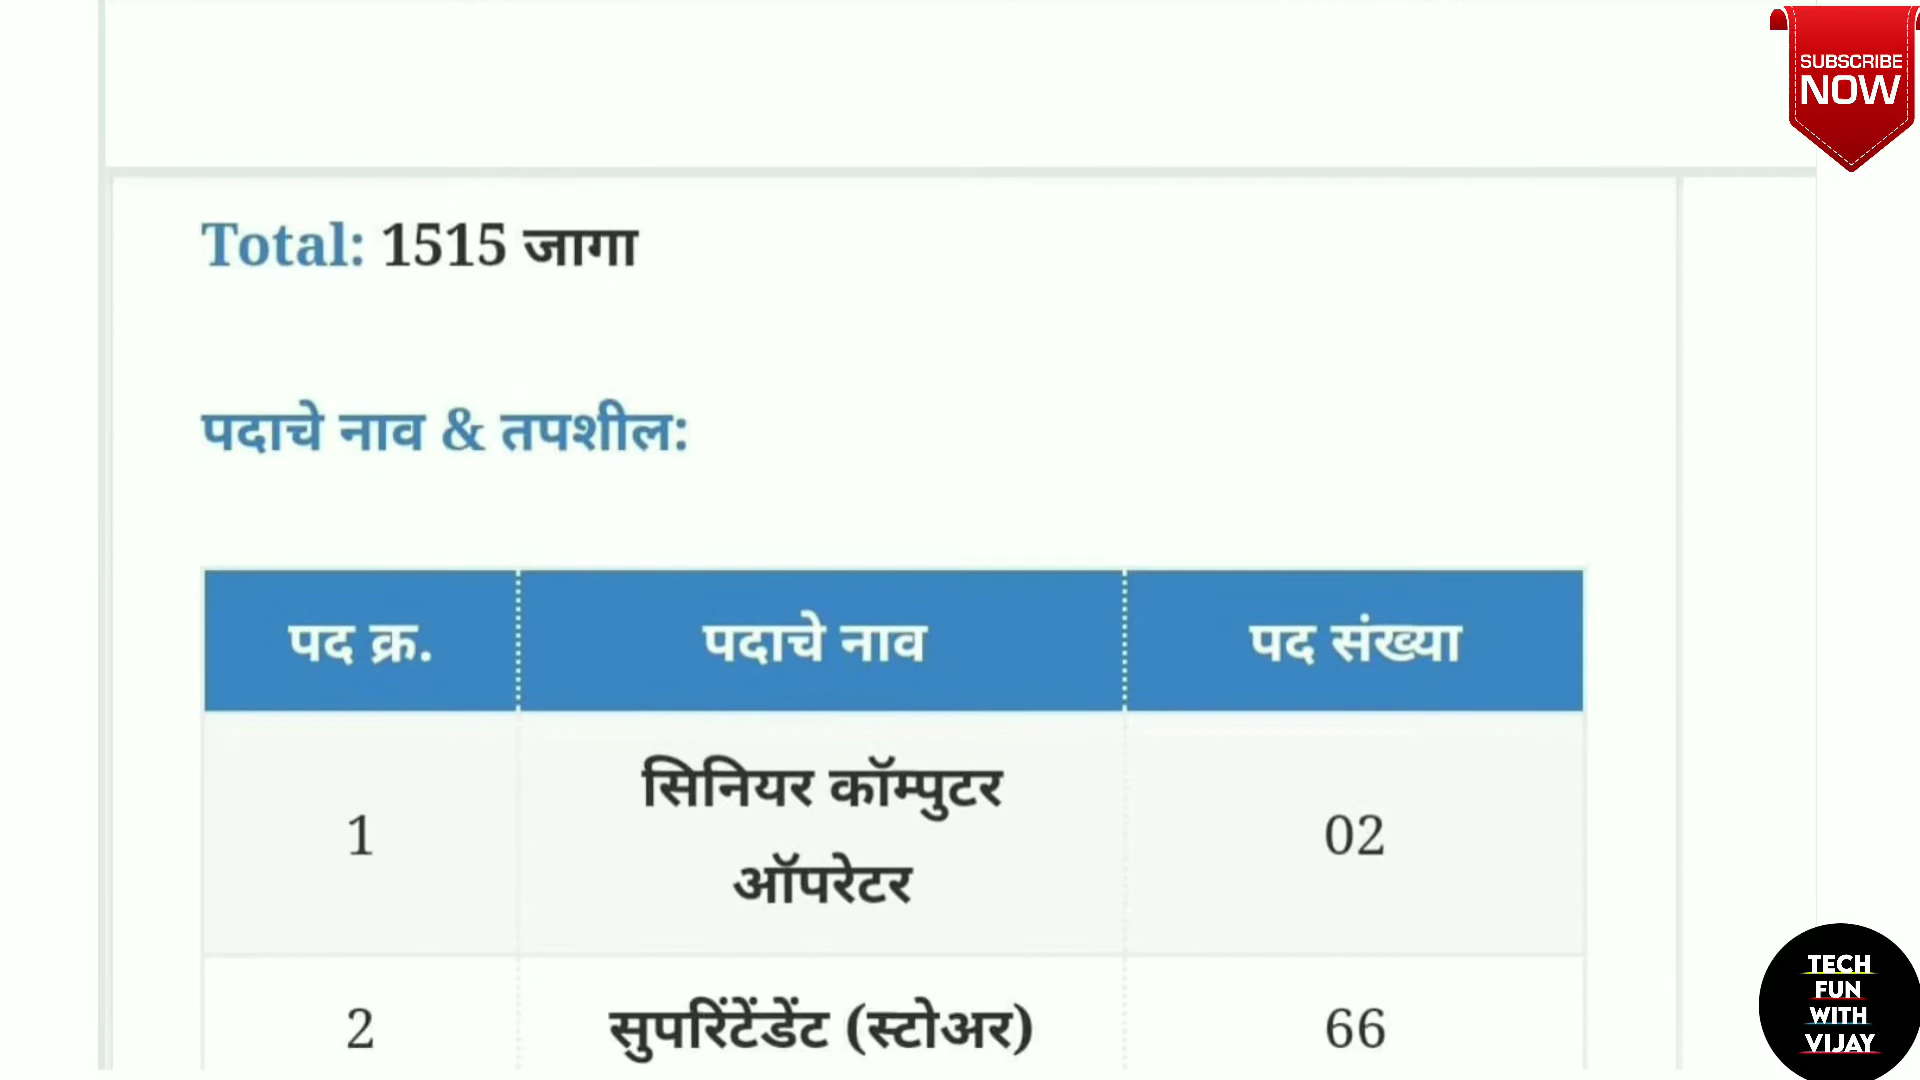 SUBSCRIBE
NOW
Total: 1515 जागा
पदाचे नाव & तपशील:
पद क्र. पदाचे नाव पद संख्या
1 सिनियर कॉम्पुटर ऑपरेटर 02
2 सुपरिंटेंडेंट (स्टोअर) 66
TECH
FUN
WITH
VIJAY